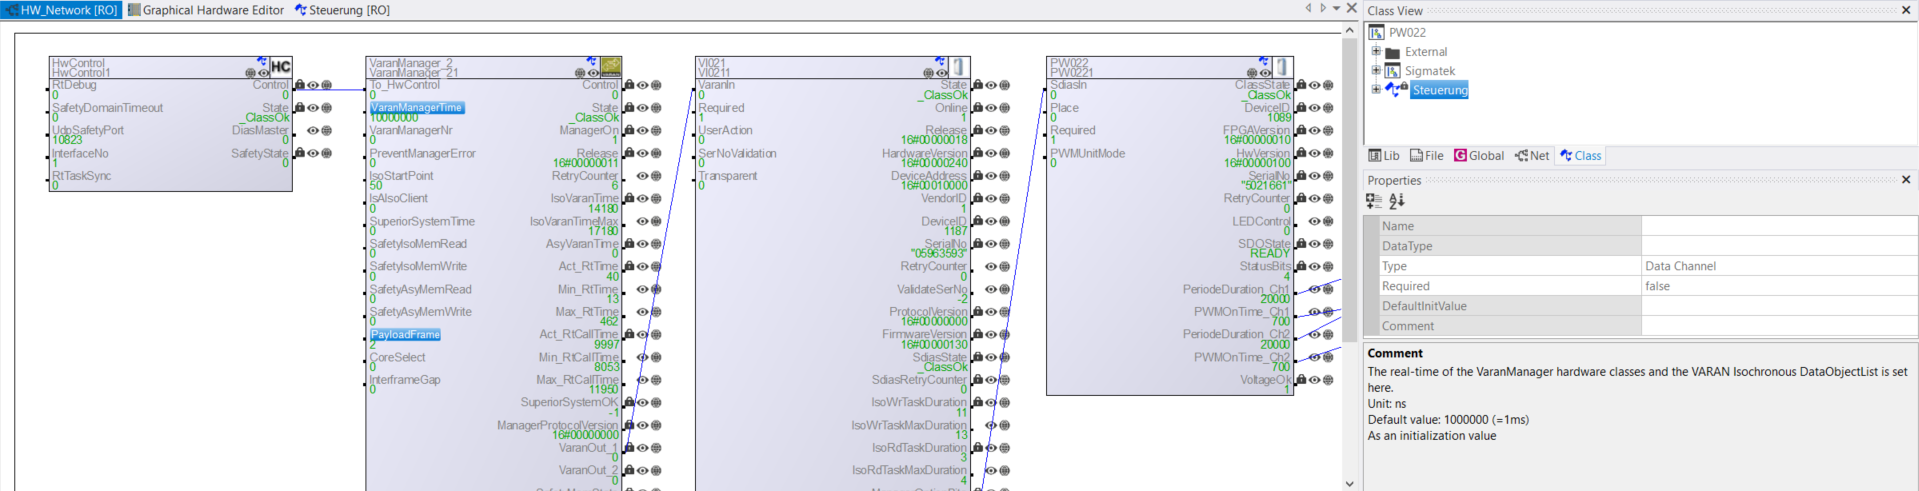 HW_Network [RO] Graphical Hardware Editor Steuerung [RO]
HwControl
HwControl1
HC
RtDebug Control
0 0
SafetyDomainTimeout State
0 _ClassOk
UdpSafetyPort DiasMaster
10823 0
InterfaceNo SafetyState
1 0
RtTaskSync
0
VaranManager_2
VaranManager_21
To_HwControl Control
0 0
VaranManagerTime State
10000000 _ClassOk
VaranManagerNr ManagerOn
0 1
PreventManagerError Release
0 16#00000011
IsoStartPoint RetryCounter
50 6
IsAlsoClient IsoVaranTime
0 14180
SuperiorSystemTime IsoVaranTimeMax
0 17180
SafetyIsoMemRead AsyVaranTime
0 0
SafetyIsoMemWrite Act_RtTime
0 40
SafetyAsyMemRead Min_RtTime
0 13
SafetyAsyMemWrite Max_RtTime
0 462
PayloadFrame Act_RtCallTime
2 9997
CoreSelect Min_RtCallTime
0 8053
InterframeGap Max_RtCallTime
0 11950
SuperiorSystemOK
-1
ManagerProtocolVersion
16#00000000
VaranOut_1
0
VaranOut_2
0
VI021
VI0211
VaranIn State
0 _ClassOk
Required Online
1 1
UserAction Release
0 16#00000018
SerNoValidation HardwareVersion
0 16#00000240
Transparent DeviceAddress
0 16#00010000
VendorID
1
DeviceID
1187
SerialNo
"05963593"
RetryCounter
0
ValidateSerNo
-2
ProtocolVersion
16#00000000
FirmwareVersion
16#00000130
SdiasState
_ClassOk
SdiasRetryCounter
0
IsoWrTaskDuration
11
IsoWrTaskMaxDuration
13
IsoRdTaskDuration
3
IsoRdTaskMaxDuration
4
PW022
PW0221
SdiasIn ClassState
0 _ClassOk
Place DeviceID
0 1089
Required FPGAVersion
1 16#00000010
PWMUnitMode HwVersion
0 16#00000100
SerialNo
"5021661"
RetryCounter
0
LEDControl
0
SDOState
READY
StatusBits
4
PeriodeDuration_Ch1
20000
PWMOnTime_Ch1
700
PeriodeDuration_Ch2
20000
PWMOnTime_Ch2
700
VoltageOk
1
Class View
PW022
External
Sigmatek
Steuerung
Lib File Global Net Class
Properties
Name
DataType
Type Data Channel
Required false
DefaultInitValue
Comment
Comment
The real-time of the VaranManager hardware classes and the VARAN Isochronous DataObjectList is set
here.
Unit: ns
Default value: 1000000 (=1ms)
As an initialization value